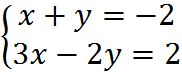 x + y = −2
3x − 2y = 2